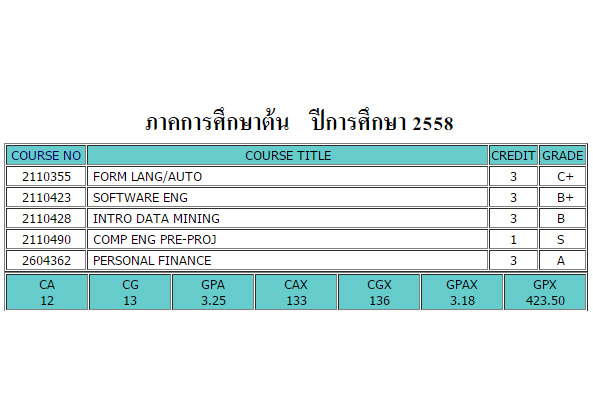 ภาคการศึกษาต้น ปีการศึกษา 2558
COURSE NO COURSE TITLE CREDIT GRADE
2110355 FORM LANG/AUTO 3 C+
2110423 SOFTWARE ENG 3 B+
2110428 INTRO DATA MINING 3 B
2110490 COMP ENG PRE-PROJ 1 S
2604362 PERSONAL FINANCE 3 A
CA CG GPA CAX CGX GPAX GPX
12 13 3.25 133 136 3.18 423.50